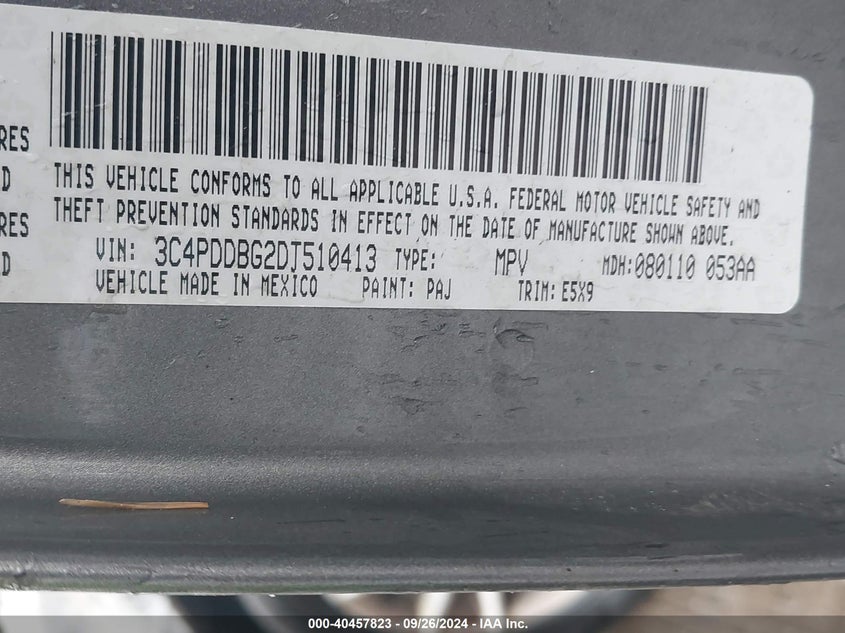 RES
D
RES
D
THIS VEHICLE CONFORMS TO ALL APPLICABLE U.S.A. FEDERAL MOTOR VEHICLE SAFETY AND
THEFT PREVENTION STANDARDS IN EFFECT ON THE DATE OF MANUFACTURE SHOWN ABOVE.
VIN: 3C4PDDBG2DT510413 TYPE: MPV MDH:080110 053AA
VEHICLE MADE IN MEXICO PAINT: PAJ TRIM: E5X9
000-40457823 - 09/26/2024 - IAA Inc.